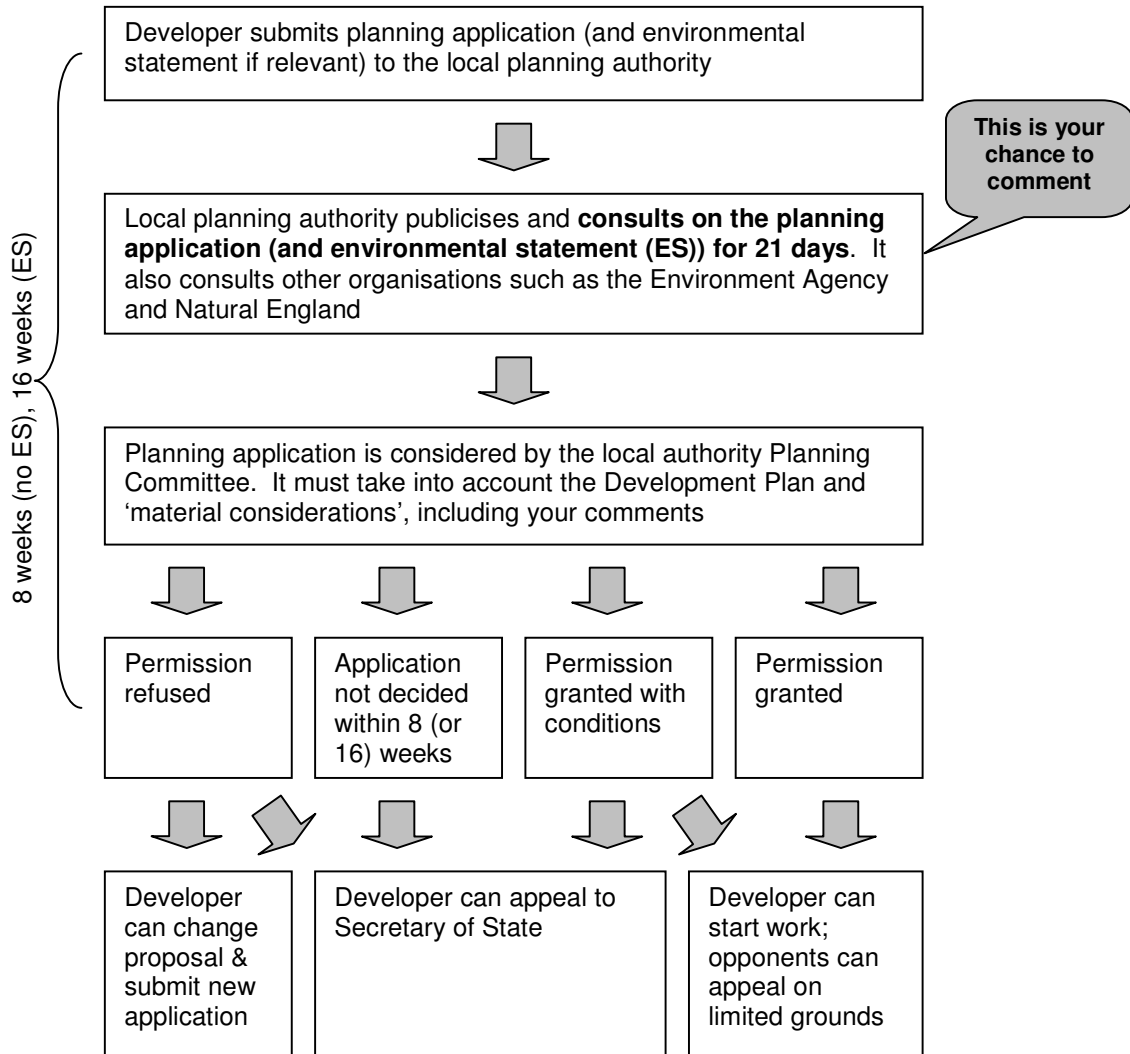 Developer submits planning application (and environmental
statement if relevant) to the local planning authority
This is your
chance to
comment
Local planning authority publicises and consults on the planning
application (and environmental statement (ES)) for 21 days. It
also consults other organisations such as the Environment Agency
and Natural England
8 weeks (no ES), 16 weeks (ES)
Planning application is considered by the local authority Planning
Committee. It must take into account the Development Plan and
‘material considerations’, including your comments
Permission
refused
Application
not decided
within 8 (or
16) weeks
Permission
granted with
conditions
Permission
granted
Developer
can change
proposal &
submit new
application
Developer can appeal to
Secretary of State
Developer can
start work;
opponents can
appeal on
limited grounds